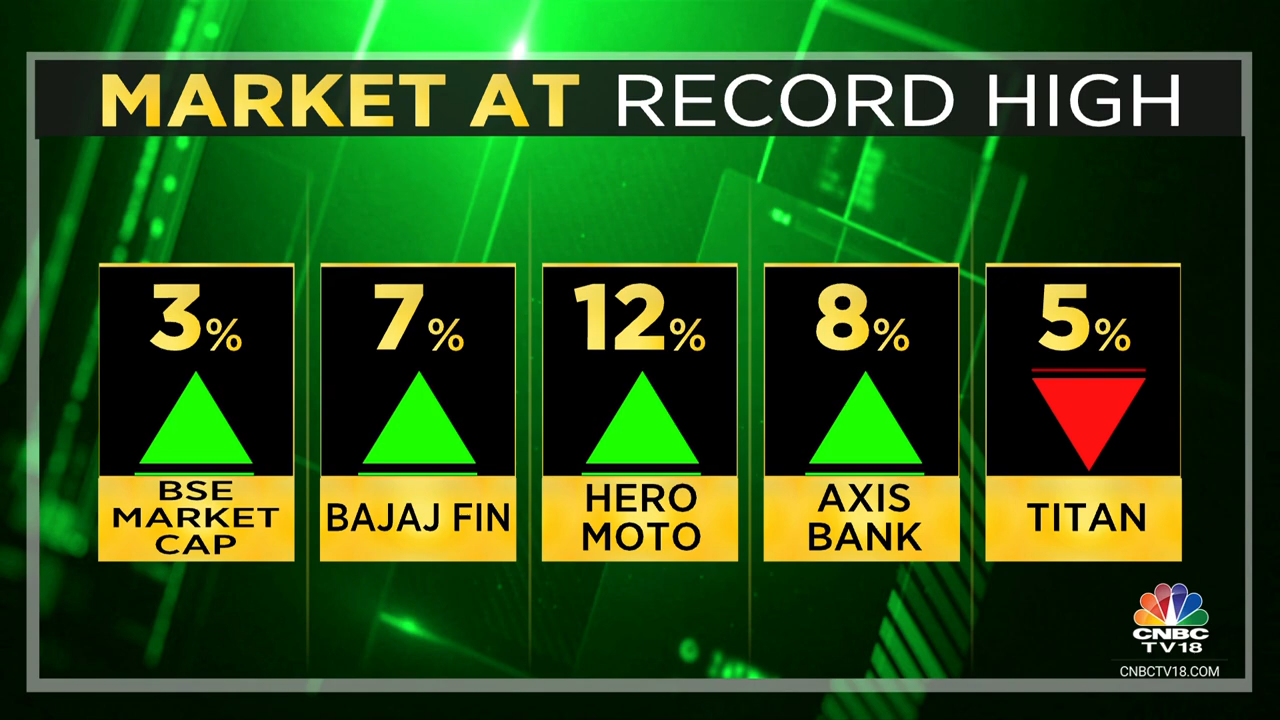 MARKET AT RECORD HIGH
3%
BSE
MARKET
CAP
7%
BAJAJ FIN
12%
HERO
MOTO
8%
AXIS
BANK
5%
TITAN
CNBC
TV18
CNBCTV18.COM